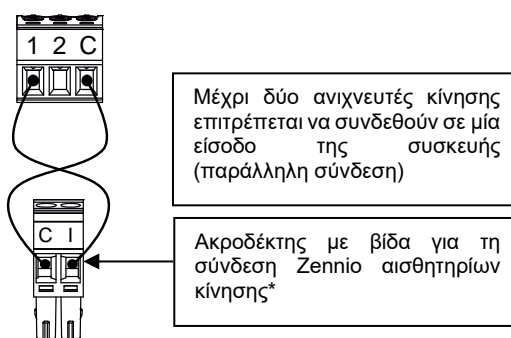 1 2 C
Μέχρι δύο ανιχνευτές κίνησης
επιτρέπεται να συνδεθούν σε μία
είσοδο της συσκευής
(παράλληλη σύνδεση)
C I
Ακροδέκτης με βίδα για τη
σύνδεση Zennio αισθητηρίων
κίνησης*